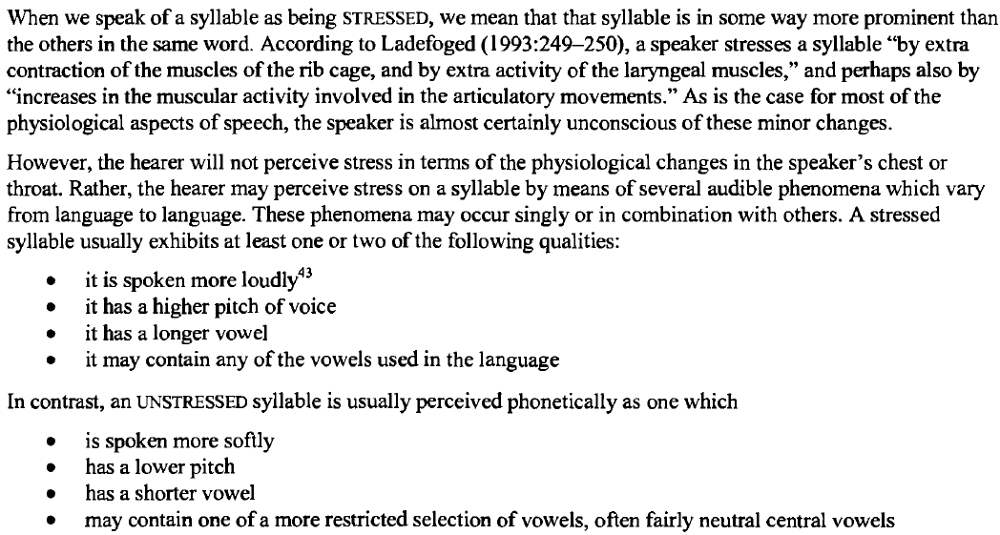 When we speak of a syllable as being STRESSED, we mean that that syllable is in some way more prominent than
the others in the same word. According to Ladefoged (1993:249–250), a speaker stresses a syllable “by extra
contraction of the muscles of the rib cage, and by extra activity of the laryngeal muscles,” and perhaps also by
“increases in the muscular activity involved in the articulatory movements.” As is the case for most of the
physiological aspects of speech, the speaker is almost certainly unconscious of these minor changes.
However, the hearer will not perceive stress in terms of the physiological changes in the speaker’s chest or
throat. Rather, the hearer may perceive stress on a syllable by means of several audible phenomena which vary
from language to language. These phenomena may occur singly or in combination with others. A stressed
syllable usually exhibits at least one or two of the following qualities:
• it is spoken more loudly⁴³
• it has a higher pitch of voice
• it has a longer vowel
• it may contain any of the vowels used in the language
In contrast, an UNSTRESSED syllable is usually perceived phonetically as one which
• is spoken more softly
• has a lower pitch
• has a shorter vowel
• may contain one of a more restricted selection of vowels, often fairly neutral central vowels